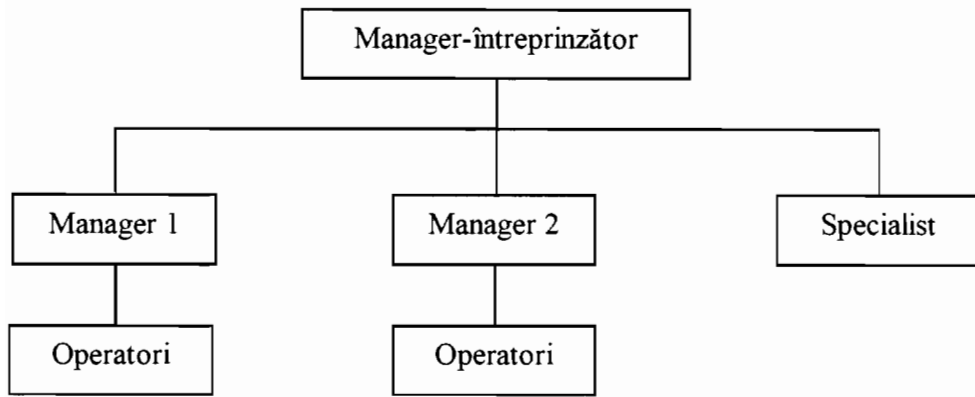 Manager-întreprinzător
Manager 1
Manager 2
Specialist
Operatori
Operatori